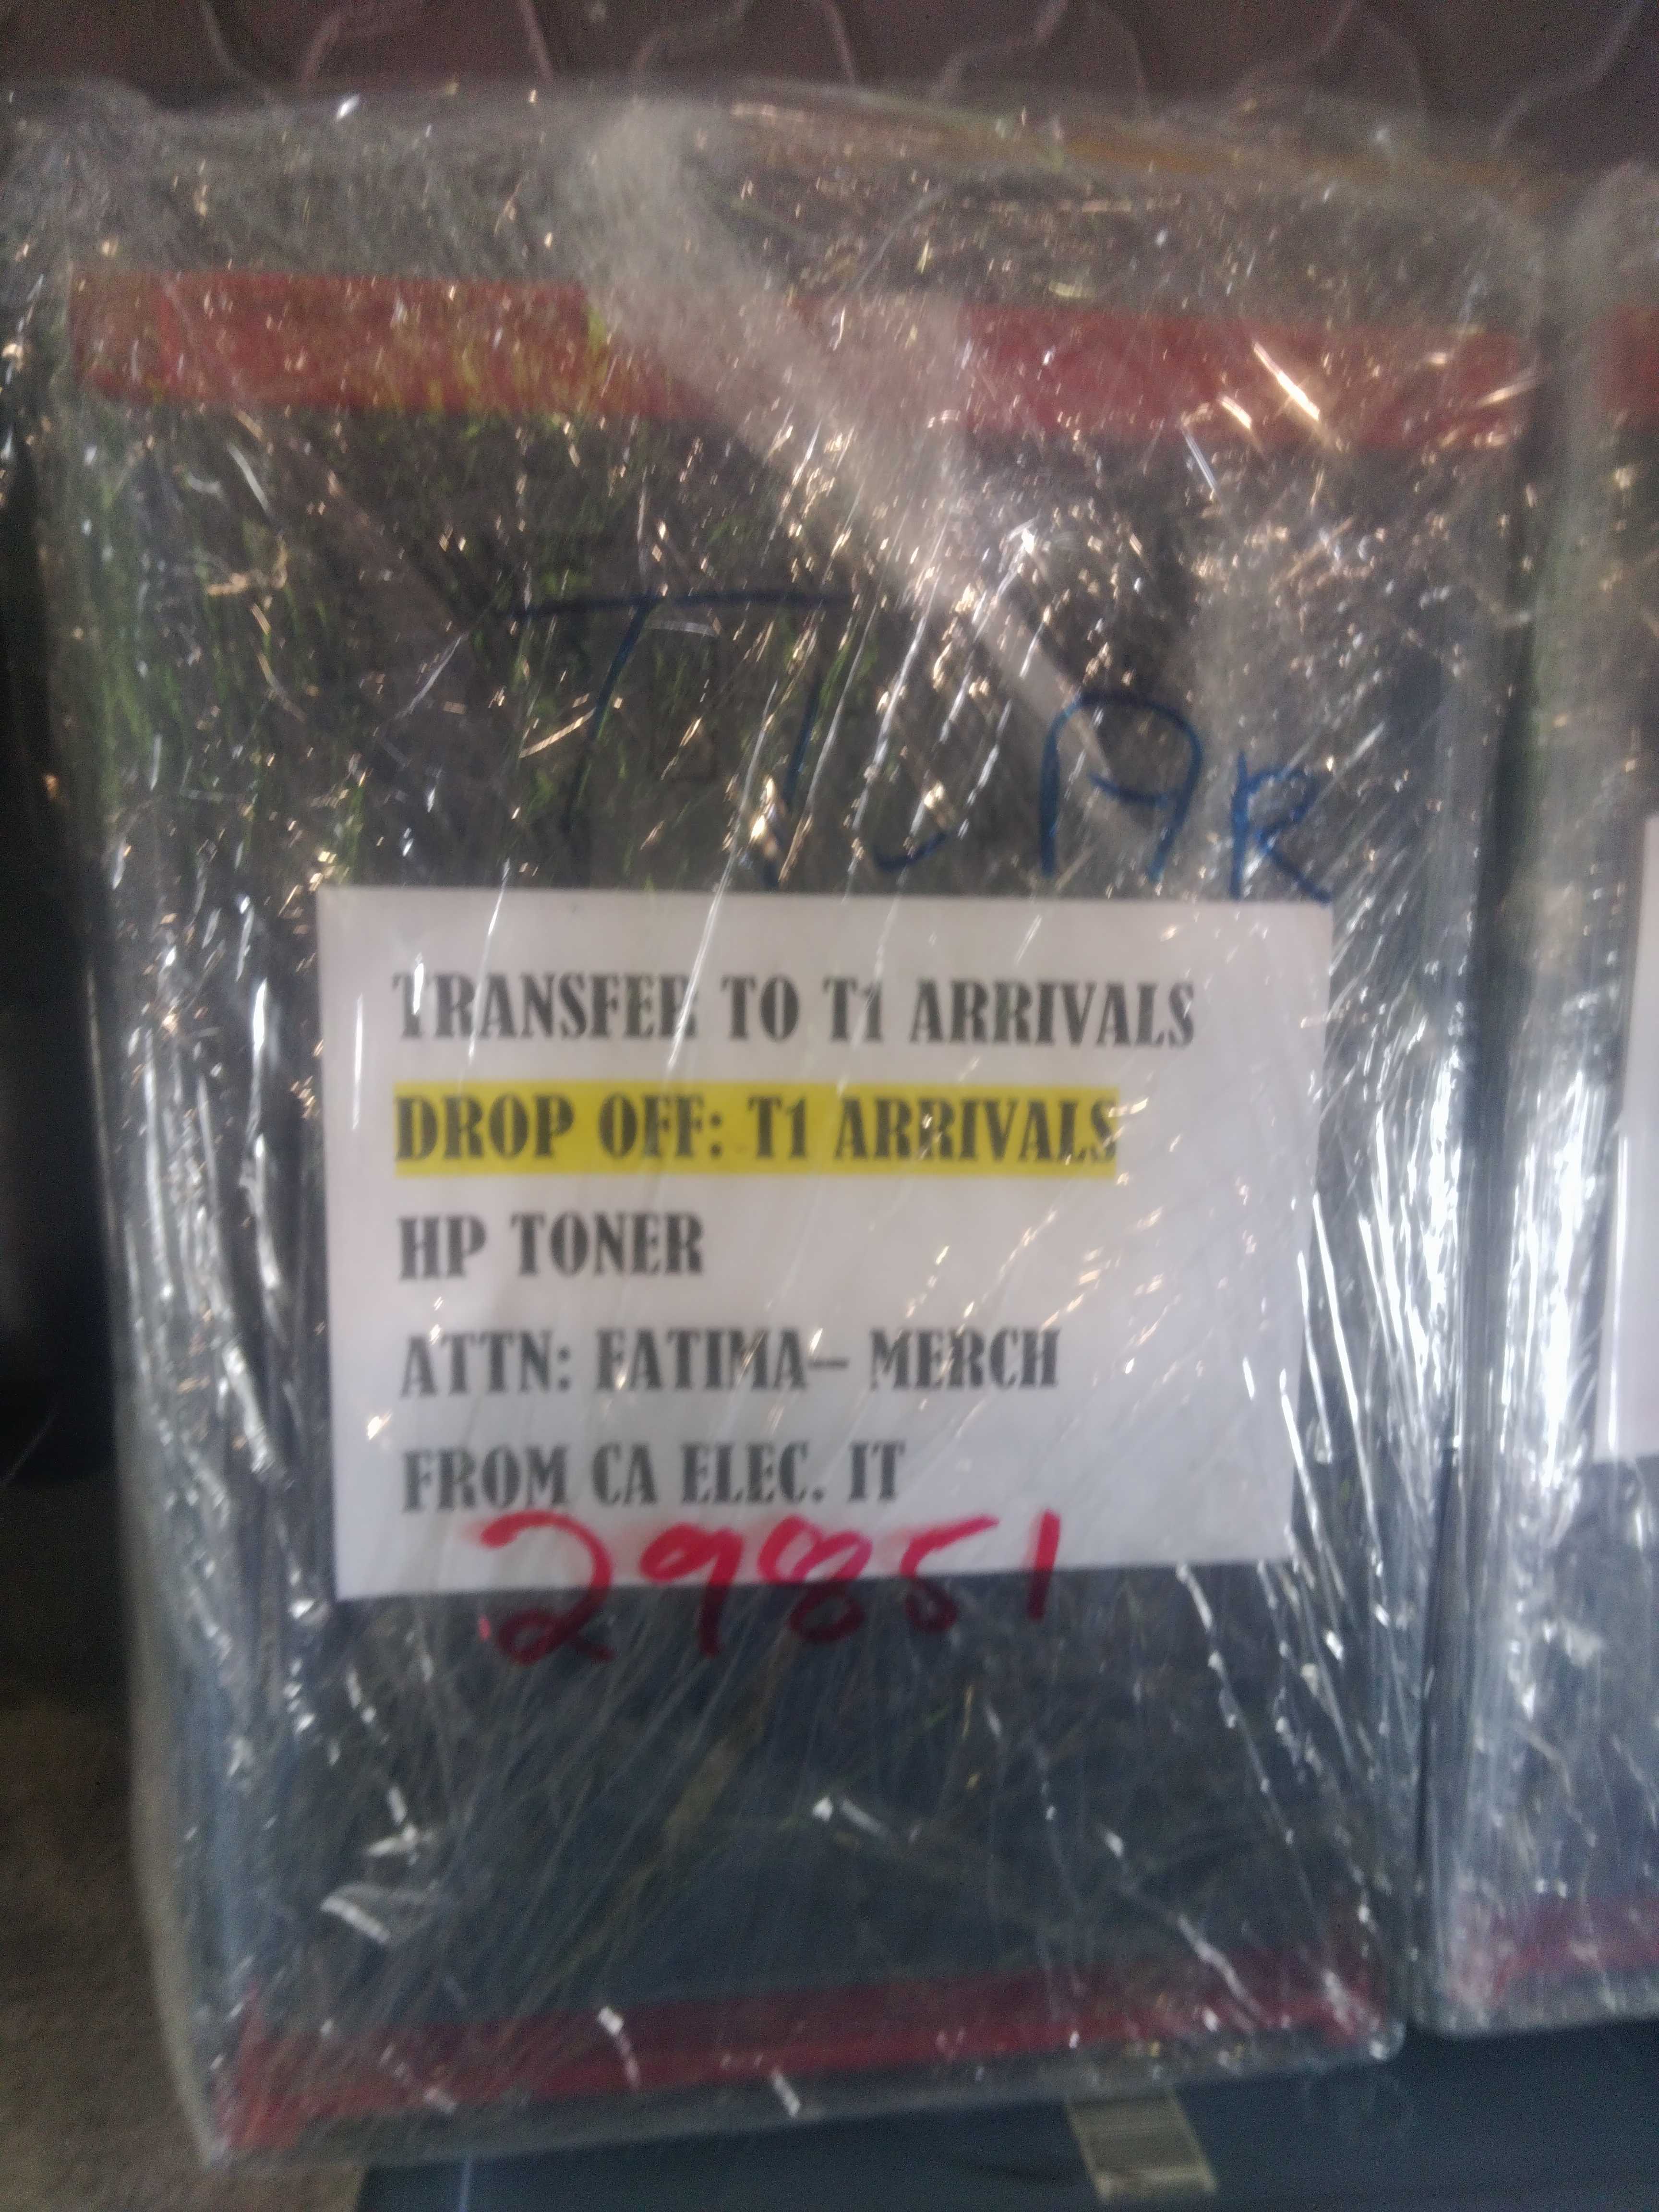 T1 AR
TRANSFER TO T1 ARRIVALS
DROP OFF: T1 ARRIVALS
HP TONER
ATTN: FATIMA– MERCH
FROM CA ELEC. IT
29851